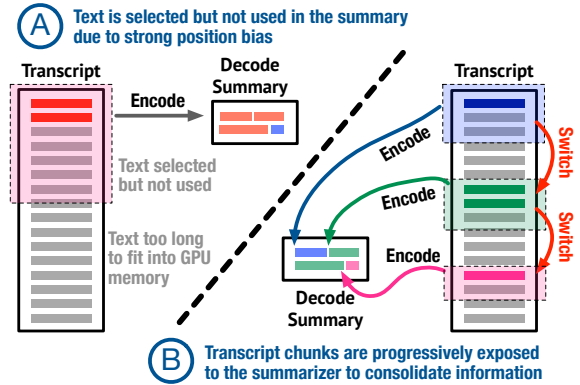 A
Text is selected but not used in the summary
due to strong position bias
Transcript
Encode
Decode
Summary
Text selected
but not used
Text too long
to fit into GPU
memory
Transcript
Encode
Switch
Encode
Switch
Encode
Decode
Summary
B
Transcript chunks are progressively exposed
to the summarizer to consolidate information